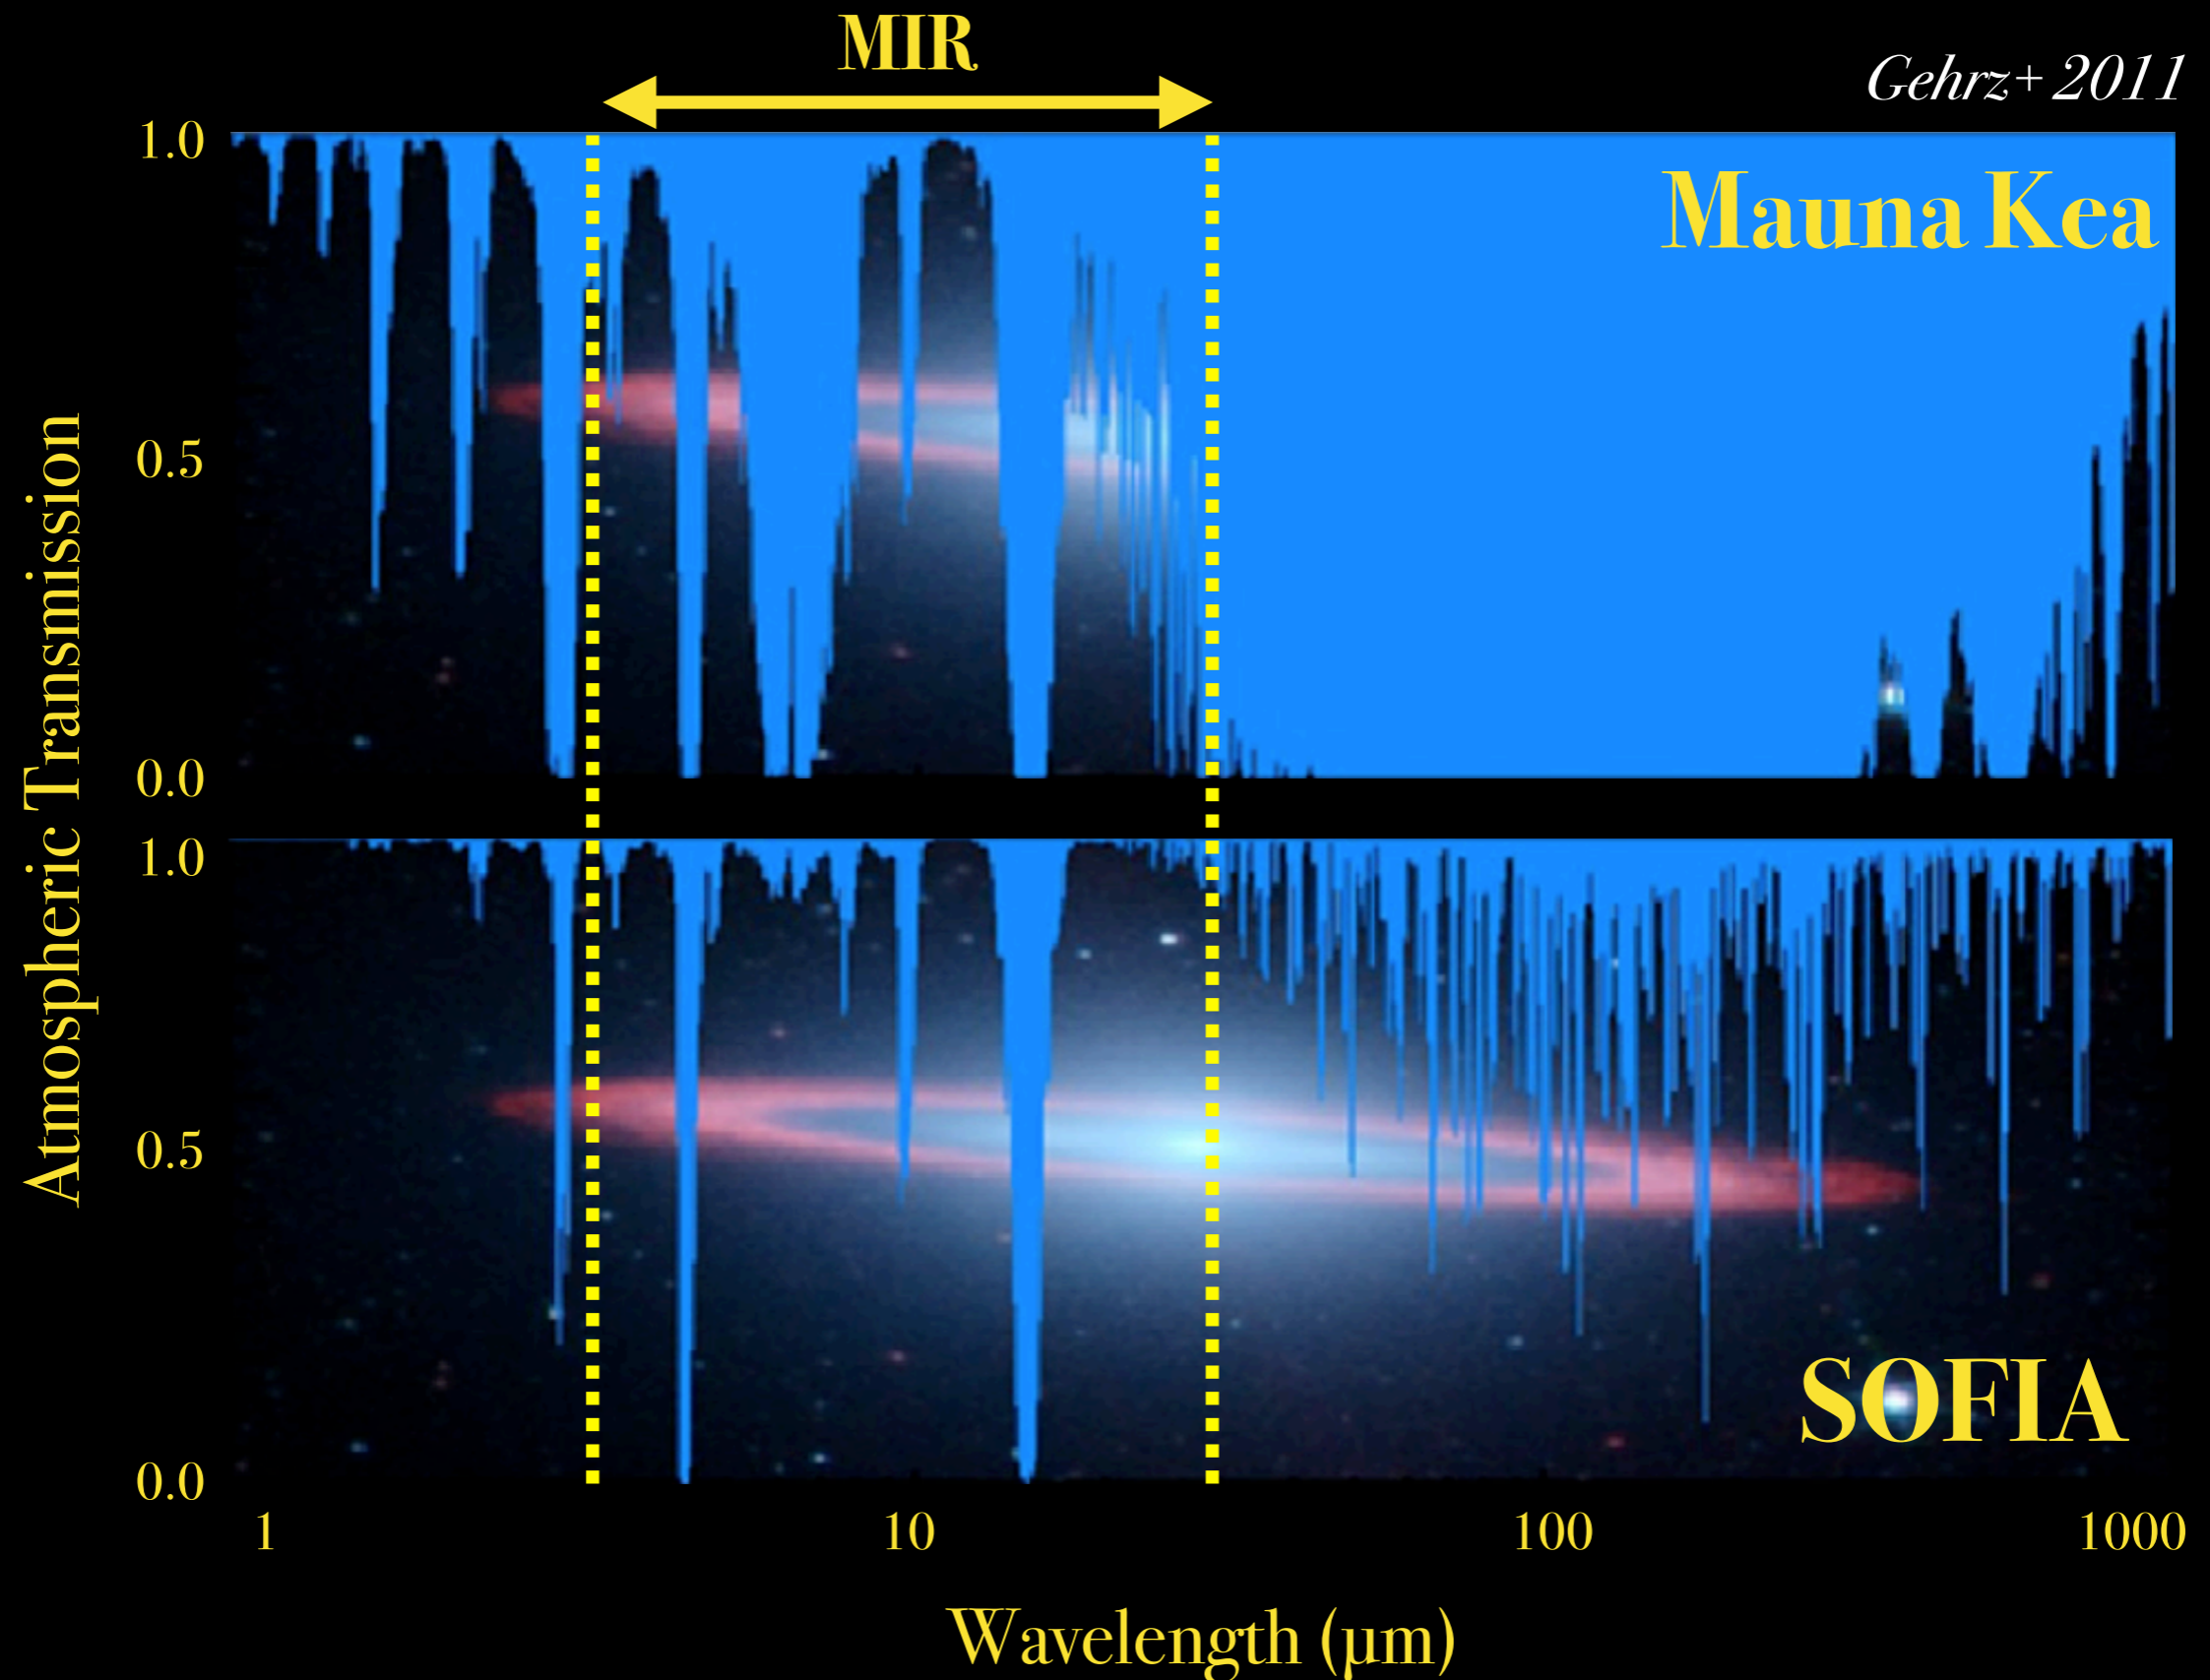 MIR
Gehrz+ 2011
1.0
Mauna Kea
0.5
0.0
Atmospheric Transmission
1.0
0.5
SOFIA
0.0
1 10 100 1000
Wavelength (μm)